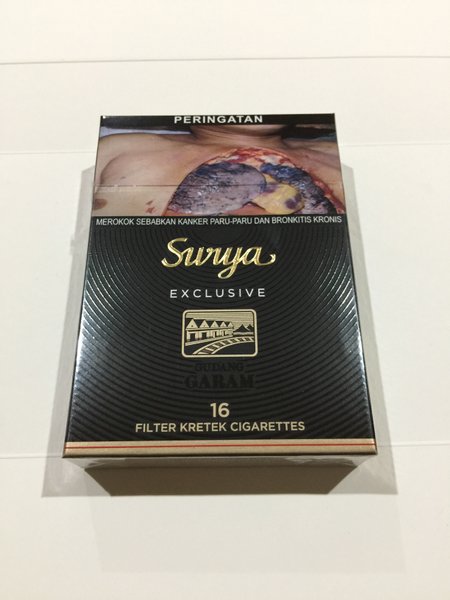 PERINGATAN
MEROKOK SEBABKAN KANKER PARU-PARU DAN BRONKITIS KRONIS
Surya
EXCLUSIVE
GUDANG
GARAM
16
FILTER KRETEK CIGARETTES